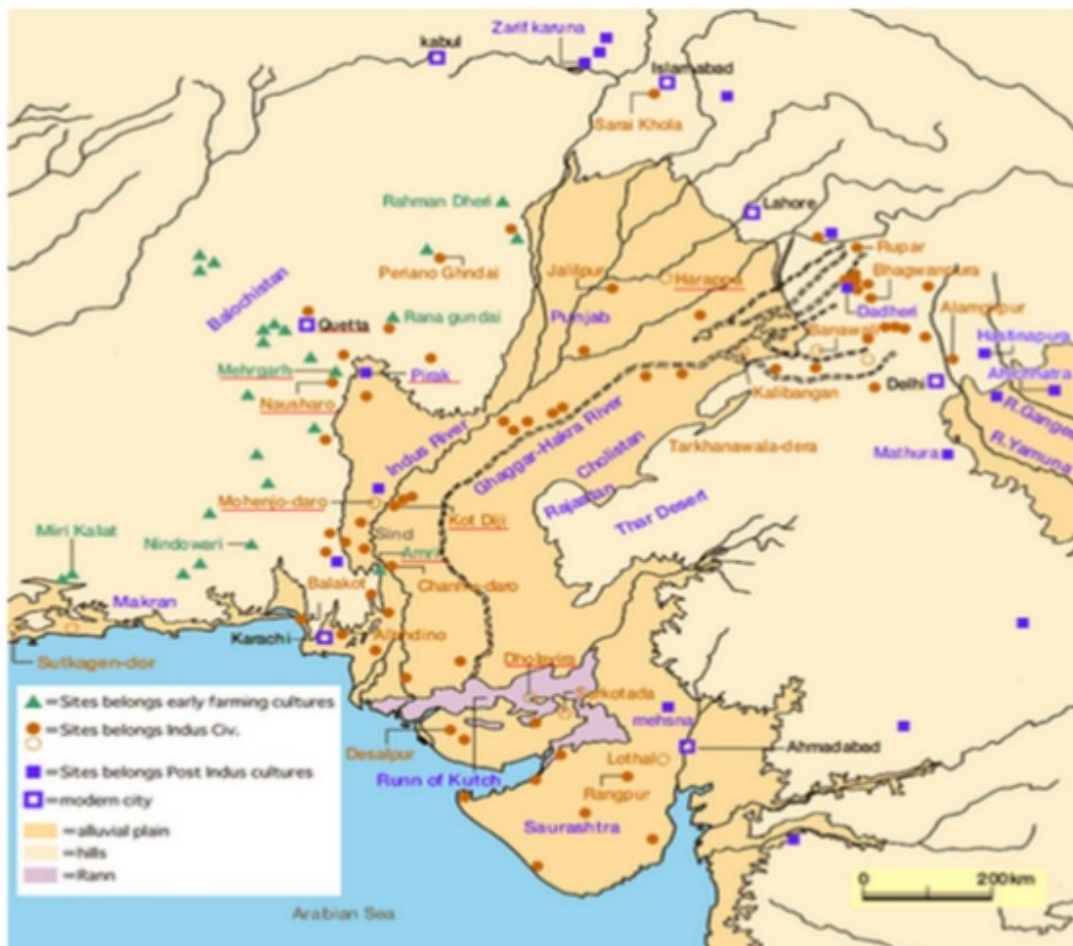 Zarif karuna
kabul
Islamabad
Sarai Khola
Rahman Dheri
Lahore
Rupar
Periano Ghndai
Jalilpur
Harappa
Bhagwanpura
Balochistan
Dadheri
Alamgirpur
Quetta
Rana gundai
Punjab
Banawali
Hastinapura
Mehrgarh
Pirak
Ahichhatra
Nausharo
Kalibangan
Delhi
R.Ganges
Indus River
Ghaggar-Hakra River
Cholistan
Tarkhanawala-dera
Mathura
R.Yamuna
Mohenjo-daro
Rajastan
Thar Desert
Kot Diji
Miri Kalat
Nindowari
Sind
Amri
Balakot
Chanhu-daro
Makran
Karachi
Allahdino
Sutkagen-dor
Dholavira
=Sites belongs early farming cultures
Surkotada
mehsna
=Sites belongs Indus Civ.
Desalpur
Ahmadabad
Lothal
=Sites belongs Post Indus cultures
Runn of Kutch
Rangpur
=modern city
Saurashtra
=alluvial plain
=hills
=Rann
0 200km
Arabian Sea